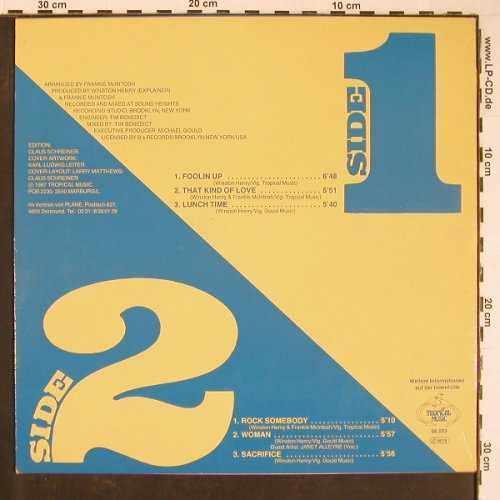 30 cm
20 cm
10 cm
www.LP-CD.de
ARRANGED BY FRANKIE McINTOSH
PRODUCED BY WINSTON HENRY (EXPLAINER)
& FRANKIE McINTOSH
RECORDED AND MIXED AT SOUND HEIGHTS
RECORDING STUDIO, BROOKLYN, NEW YORK
ENGINEER: TIM BENEDICT
MIXED BY: TIM BENEDICT
EXECUTIVE PRODUCER: MICHAEL GOULD
LICENSED BY B's RECORDS/BROOKLYN/NEW YORK/USA
EDITION:
CLAUS SCHREINER
COVER-ARTWORK:
KARL-LUDWIG LEITER
COVER-LAYOUT: LARRY MATTHEWS/
CLAUS SCHREINER
Ⓟ 1987 TROPICAL MUSIC
POB 2230, 3550 MARBURG/L.
Im Vertrieb von PLÄNE, Postfach 827,
4600 Dortmund, Tel. 02 31-8 38 01 29
SIDE 1
1. FOOLIN UP 6'48
(Winston Henry/Vlg. Tropical Music)
2. THAT KIND OF LOVE 5'51
(Winston Henry & Frankie McIntosh/Vlg. Tropical Music)
3. LUNCH TIME 5'40
(Winston Henry/Vlg. Gould Music)
10 cm
20 cm
30 cm
SIDE 2
1. ROCK SOMEBODY 5'10
(Winston Henry & Frankie McIntosh/Vlg. Tropical Music)
2. WOMAN 5'57
(Winston Henry/Vlg. Gould Music)
Guest Artist: JANET ALLEYNE (Voc.)
3. SACRIFICE 5'56
(Winston Henry/Vlg. Gould Music)
Weitere Informationen
auf der Innenhülle
TROPICAL
MUSIC
68.023